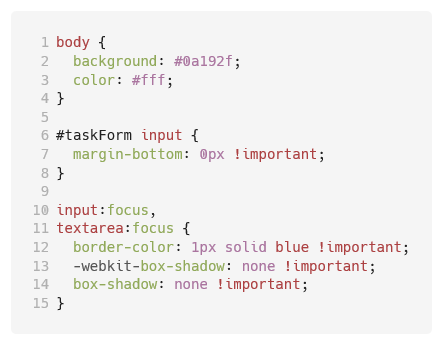 1 body {
2   background: #0a192f;
3   color: #fff;
4 }
5
6 #taskForm input {
7   margin-bottom: 0px !important;
8 }
9
10 input:focus,
11 textarea:focus {
12   border-color: 1px solid blue !important;
13   -webkit-box-shadow: none !important;
14   box-shadow: none !important;
15 }